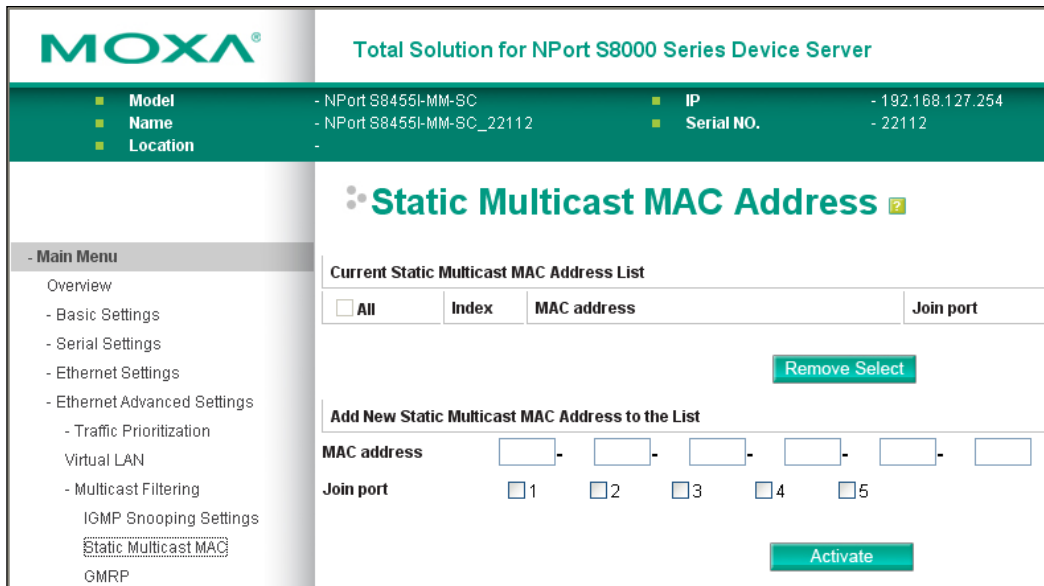 MOXA®
Total Solution for NPort S8000 Series Device Server
Model - NPort S8455I-MM-SC IP - 192.168.127.254
Name - NPort S8455I-MM-SC_22112 Serial NO. - 22112
Location -
Static Multicast MAC Address ?
- Main Menu
Overview
- Basic Settings
- Serial Settings
- Ethernet Settings
- Ethernet Advanced Settings
- Traffic Prioritization
Virtual LAN
- Multicast Filtering
IGMP Snooping Settings
Static Multicast MAC
GMRP
Current Static Multicast MAC Address List
All Index MAC address Join port
Remove Select
Add New Static Multicast MAC Address to the List
MAC address - - - - -
Join port 1 2 3 4 5
Activate